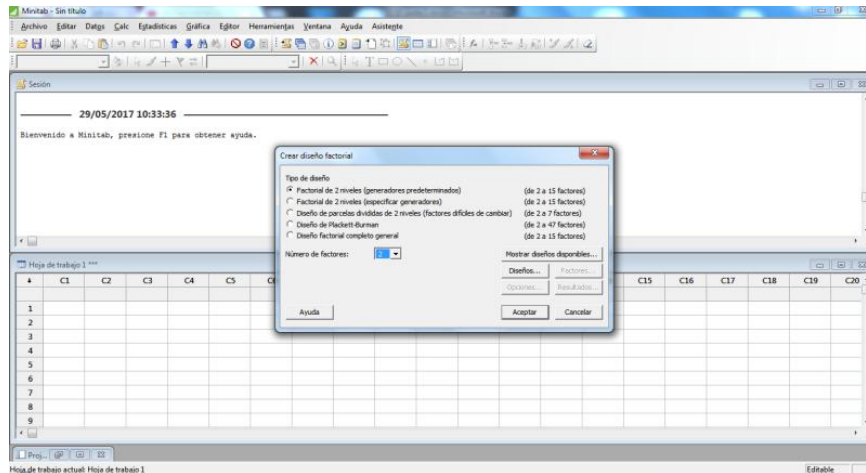 Minitab - Sin título
Archivo Editar Datos Calc Estadísticas Gráfica Editor Herramientas Ventana Ayuda Asistente
Sesión
29/05/2017 10:33:36
Bienvenido a Minitab, presione F1 para obtener ayuda.
Crear diseño factorial
Tipo de diseño
Factorial de 2 niveles (generadores predeterminados) (de 2 a 15 factores)
Factorial de 2 niveles (especificar generadores) (de 2 a 15 factores)
Diseño de parcelas divididas de 2 niveles (factores difíciles de cambiar) (de 2 a 7 factores)
Diseño de Plackett-Burman (de 2 a 47 factores)
Diseño factorial completo general (de 2 a 15 factores)
Número de factores: 2 Mostrar diseños disponibles...
Diseños... Factores...
Opciones... Resultados...
Ayuda Aceptar Cancelar
Hoja de trabajo 1 ***
C1 C2 C3 C4 C5 C15 C16 C17 C18 C19 C20
1
2
3
4
5
6
7
8
9
Proj...
Hoja de trabajo actual: Hoja de trabajo 1 Editable